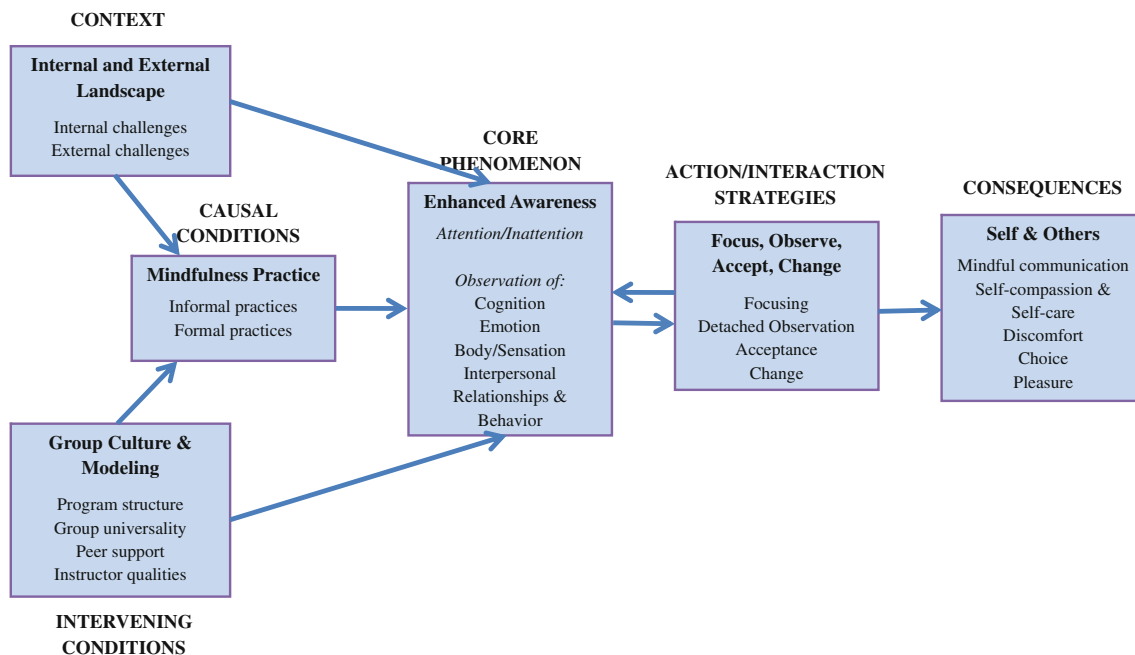 CONTEXT
Internal and External
Landscape
Internal challenges
External challenges
CAUSAL
CONDITIONS
Mindfulness Practice
Informal practices
Formal practices
Group Culture &
Modeling
Program structure
Group universality
Peer support
Instructor qualities
INTERVENING
CONDITIONS
CORE
PHENOMENON
Enhanced Awareness
Attention/Inattention
Observation of:
Cognition
Emotion
Body/Sensation
Interpersonal
Relationships &
Behavior
ACTION/INTERACTION
STRATEGIES
Focus, Observe,
Accept, Change
Focusing
Detached Observation
Acceptance
Change
CONSEQUENCES
Self & Others
Mindful communication
Self-compassion &
Self-care
Discomfort
Choice
Pleasure